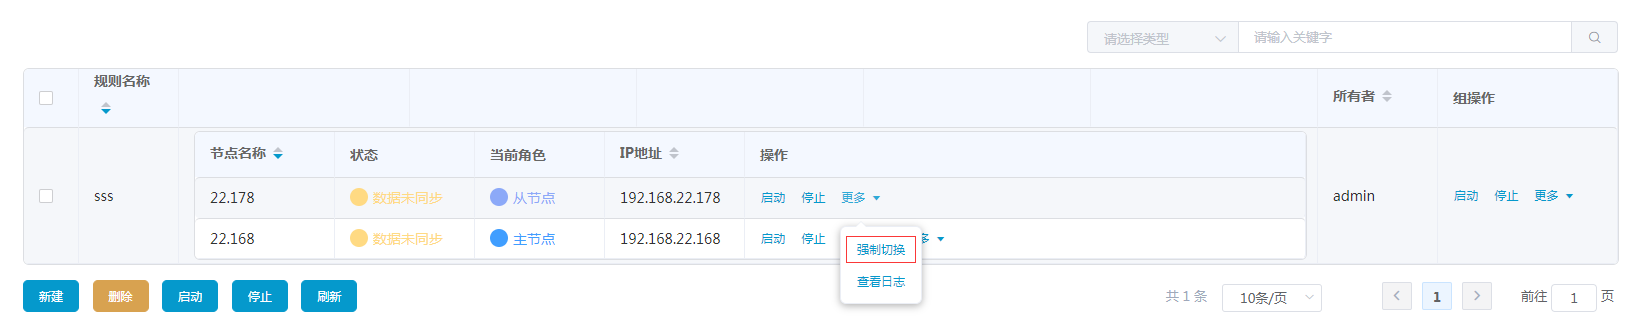 请选择类型 请输入关键字
规则名称 所有者 组操作
节点名称 状态 当前角色 IP地址 操作
sss 22.178 数据未同步 从节点 192.168.22.178 启动 停止 更多 admin 启动 停止 更多
22.168 数据未同步 主节点 192.168.22.168 启动 停止 多
强制切换
查看日志
新建 删除 启动 停止 刷新 共 1 条 10条/页 1 前往 1 页